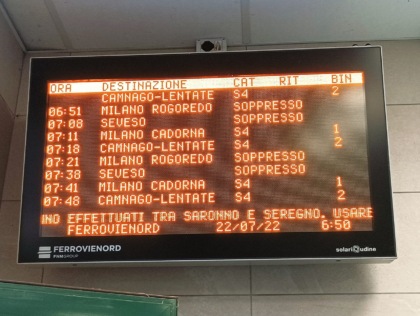 ORA DESTINAZIONE CAT RIT BIN
CAMNAGO-LENTATE S4 2
06:51 MILANO ROGOREDO SOPPRESSO
07:08 SEVESO SOPPRESSO
07:11 MILANO CADORNA S4 1
07:18 CAMNAGO-LENTATE S4 2
07:21 MILANO ROGOREDO SOPPRESSO
07:38 SEVESO SOPPRESSO
07:41 MILANO CADORNA S4 1
07:48 CAMNAGO-LENTATE S4 2
NO EFFETTUATI TRA SARONNO E SEREGNO. USARE
FERROVIENORD 22/07/22 6:50
FERROVIENORD
FNMGROUP
solari udine